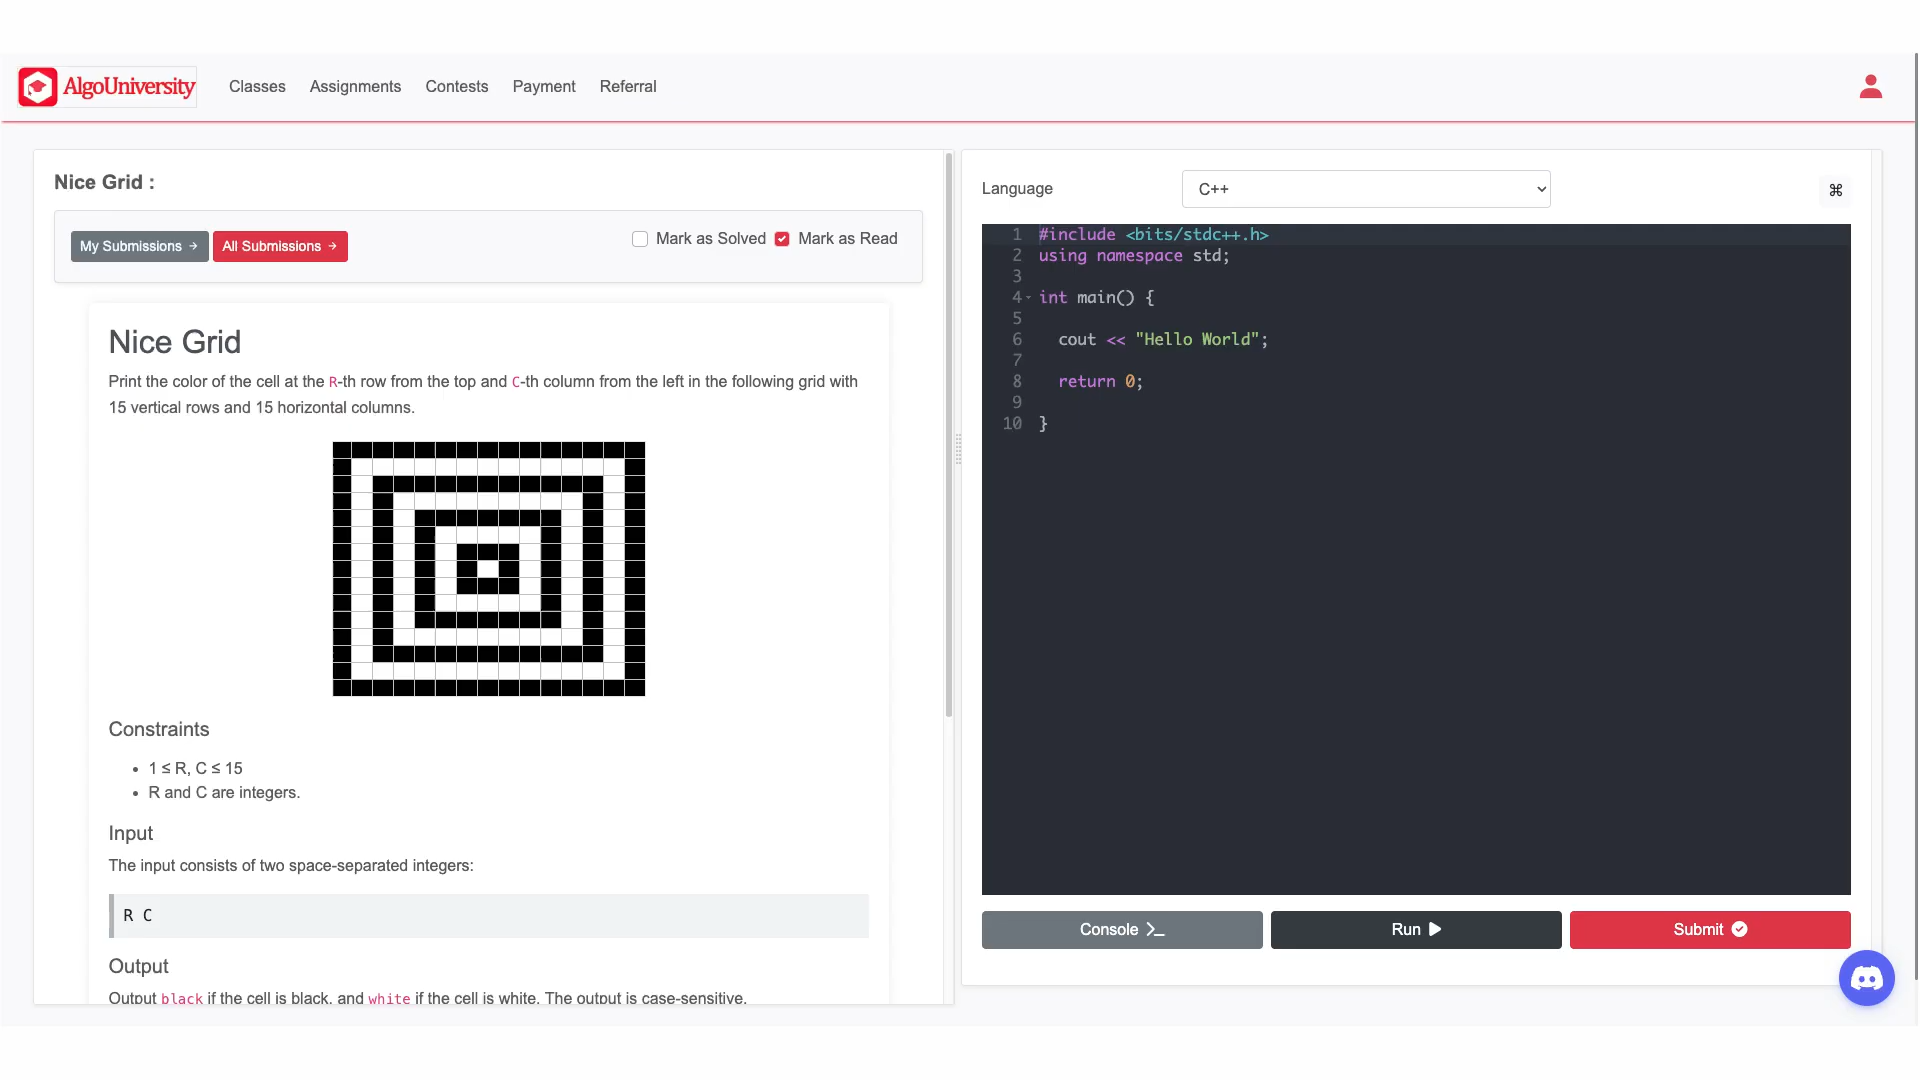 AlgoUniversity
Classes
Assignments
Contests
Payment
Referral
Nice Grid :
My Submissions →
All Submissions →
Mark as Solved
Mark as Read
Nice Grid
Print the color of the cell at the R-th row from the top and C-th column from the left in the following grid with
15 vertical rows and 15 horizontal columns.
Constraints
• 1 ≤ R, C ≤ 15
• R and C are integers.
Input
The input consists of two space-separated integers:
R C
Output
Output black if the cell is black, and white if the cell is white. The output is case-sensitive.
Language
C++
⌘
1 #include <bits/stdc++.h>
2 using namespace std;
3
4 int main() {
5
6 cout << "Hello World";
7
8 return 0;
9
10 }
Console
Run
Submit